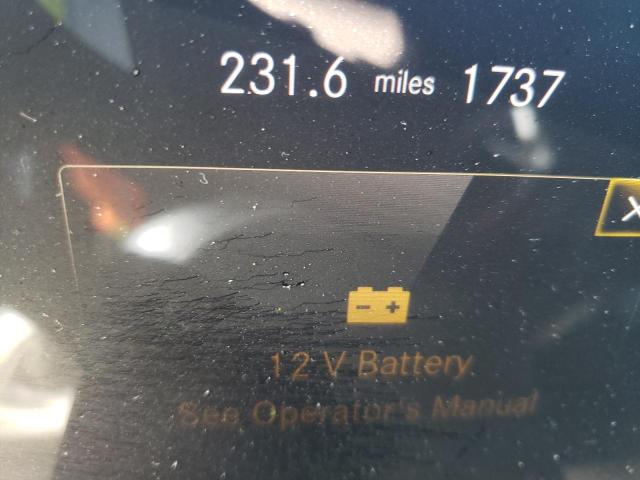 231.6 miles 1737
X
12 V Battery
See Operator's Manual